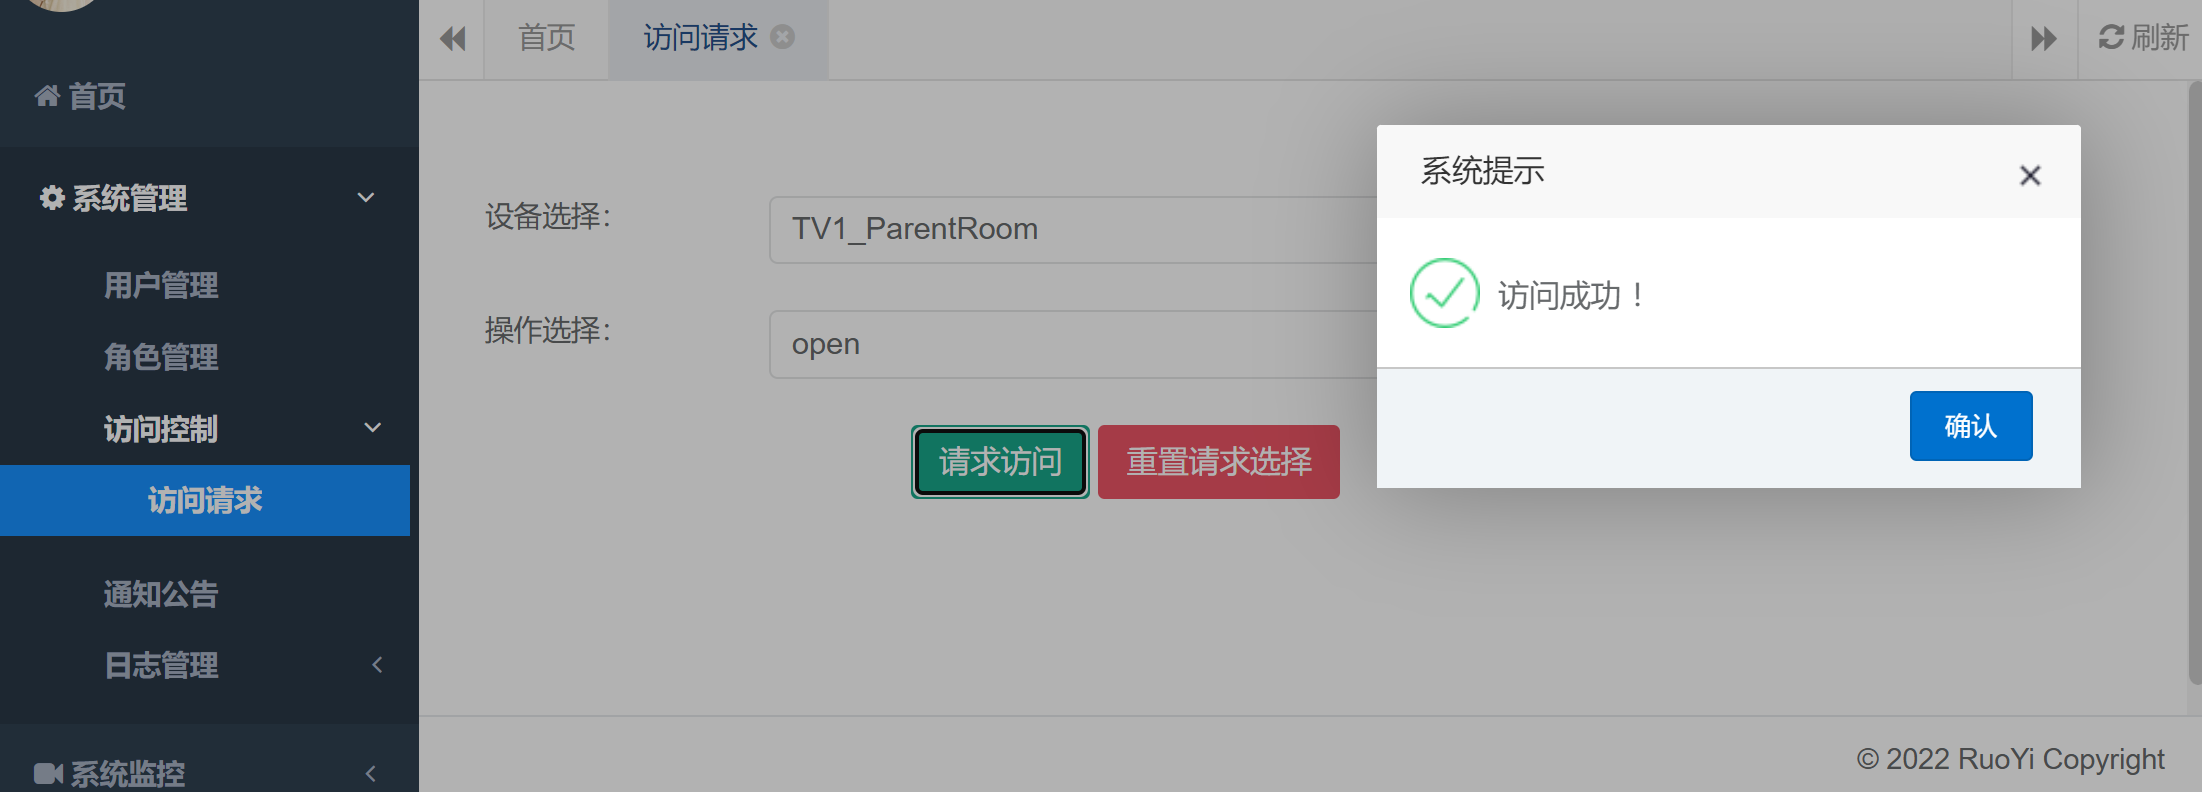 首页
系统管理
用户管理
角色管理
访问控制
访问请求
通知公告
日志管理
系统监控
首页
访问请求
刷新
设备选择：
TV1_ParentRoom
操作选择：
open
请求访问
重置请求选择
系统提示
访问成功！
确认
© 2022 RuoYi Copyright